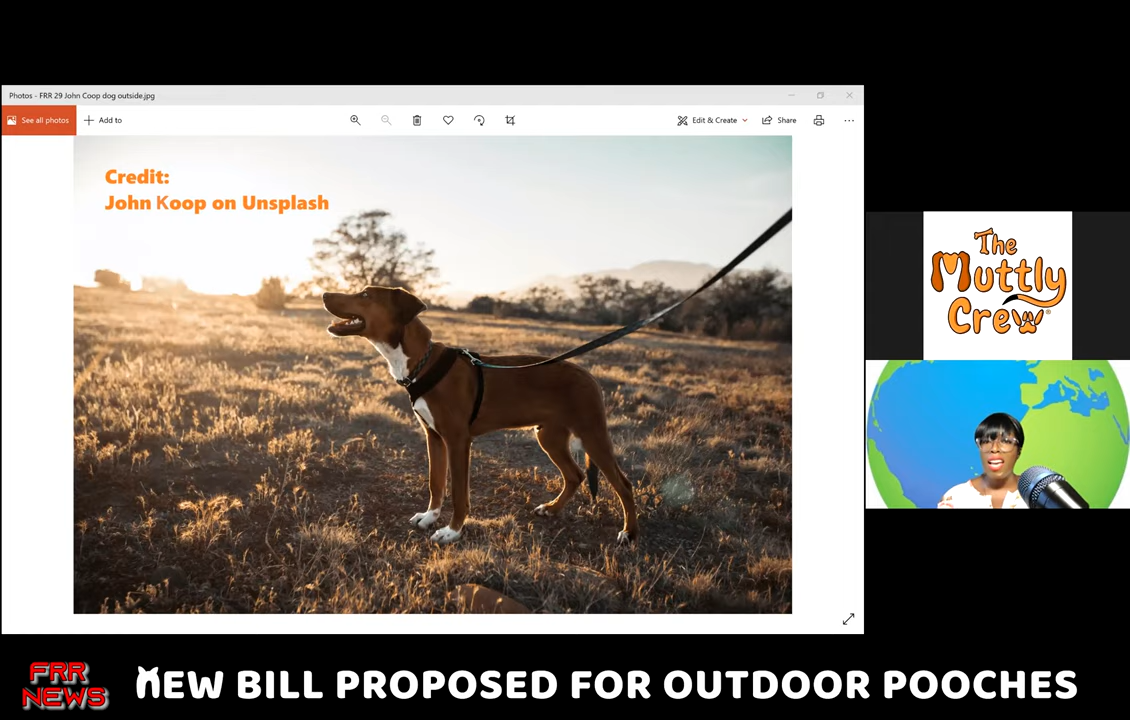 Photos - FRR 29 John Coop dog outside.jpg
See all photos
Add to
Edit & Create
Share
Credit:
John Koop on Unsplash
The
Muttly
Crew®
FRR
NEWS
NEW BILL PROPOSED FOR OUTDOOR POOCHES